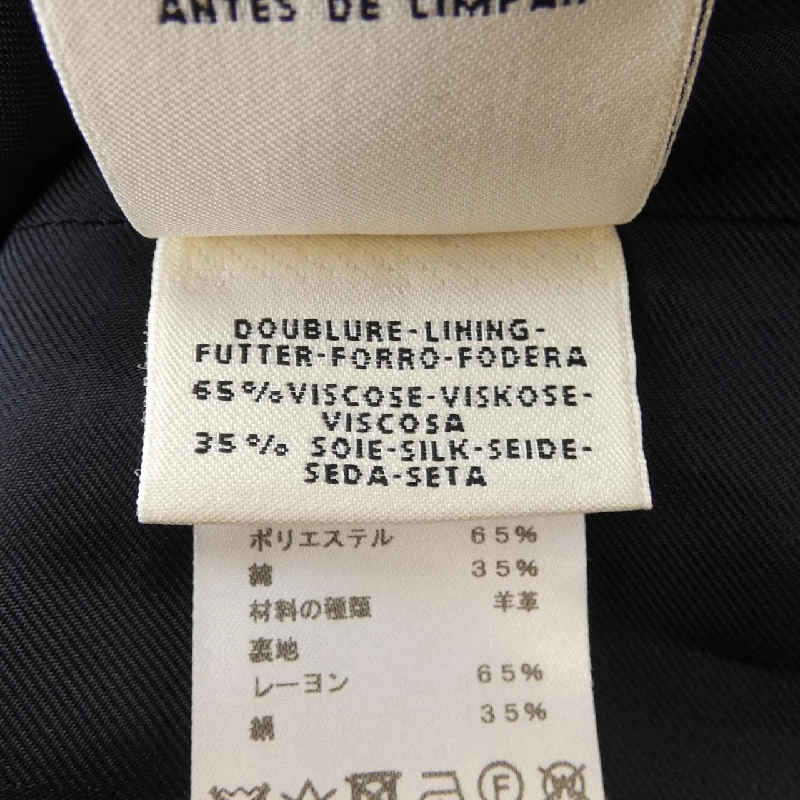 ANTES DE LIMPAR
DOUBLURE-LIHING-
FUTTER-FORRO-FODERA
65%VISCOSE-VISKOSE-
VISCOSA
35% SOIE-SILK-SEIDE-
SEDA-SETA
ポリエステル 65%
綿 35%
材料の種類 羊革
裏地
レーヨン 65%
絹 35%
F W